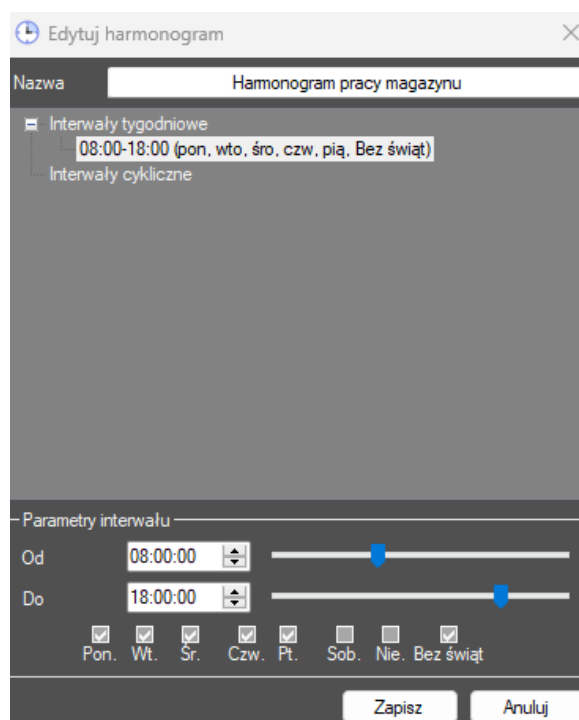 Edytuj harmonogram
Nazwa Harmonogram pracy magazynu
Interwały tygodniowe
08:00-18:00 (pon, wto, śro, czw, pią, Bez świąt)
Interwały cykliczne
Parametry interwału
Od 08:00:00
Do 18:00:00
Pon. Wt. Śr. Czw. Pt. Sob. Nie. Bez świąt
Zapisz Anuluj